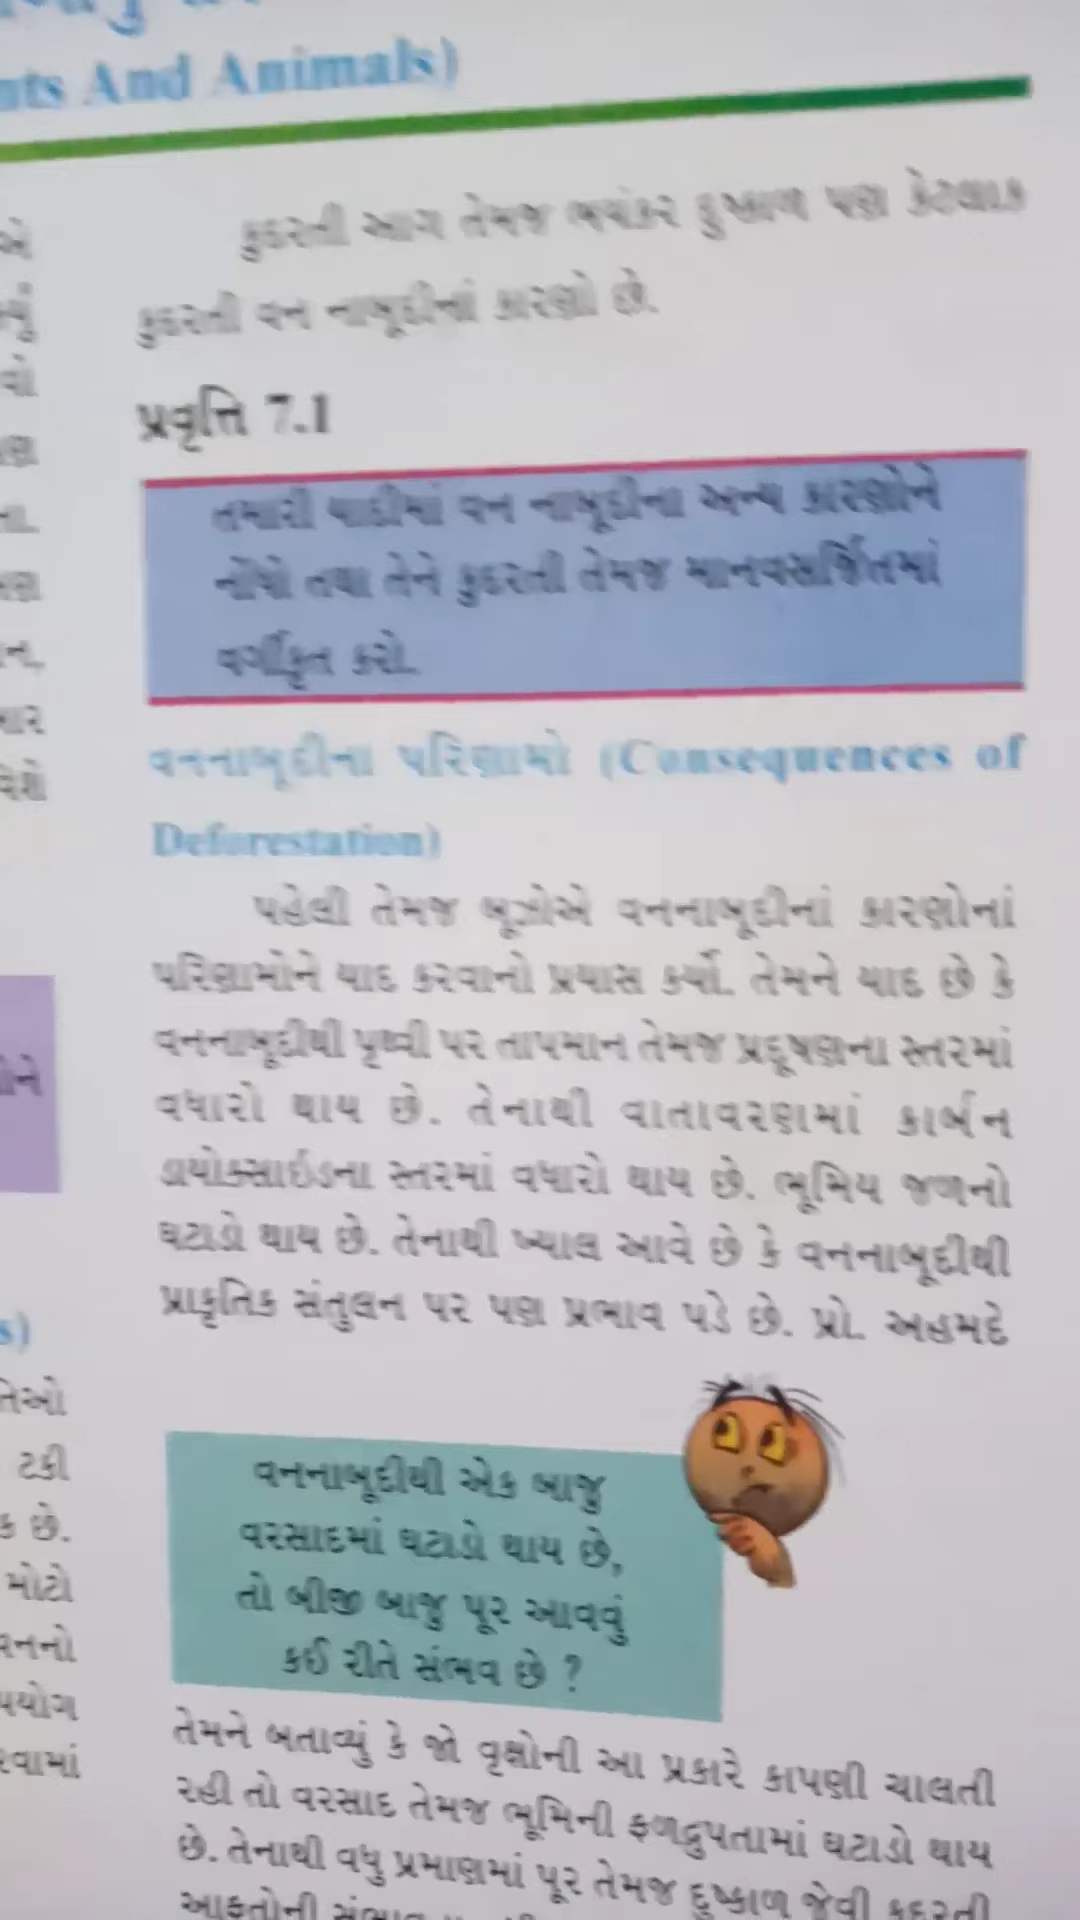 And Animals)
કુદરતી આગ તેમજ ભયંકર દુષ્કાળ પણ કેટલાક
કુદરતી વન નાબૂદીનાં કારણો છે.
પ્રવૃત્તિ 7.1
તમારી યાદીમાં વન નાબૂદીના અન્ય કારણોને
નોંધો તથા તેને કુદરતી તેમજ માનવસર્જિતમાં
વર્ગીકૃત કરો.
વનનાબૂદીના પરિણામો (Consequences of
Deforestation)
પહેલી તેમજ બૂઝોએ વનનાબૂદીનાં કારણોનાં
પરિણામોને યાદ કરવાનો પ્રયાસ કર્યો. તેમને યાદ છે કે
વનનાબૂદીથી પૃથ્વી પર તાપમાન તેમજ પ્રદૂષણના સ્તરમાં
વધારો થાય છે. તેનાથી વાતાવરણમાં કાર્બન
ડાયોક્સાઈડના સ્તરમાં વધારો થાય છે. ભૂમિય જળનો
ઘટાડો થાય છે. તેનાથી ખ્યાલ આવે છે કે વનનાબૂદીથી
પ્રાકૃતિક સંતુલન પર પણ પ્રભાવ પડે છે. પ્રો. અહમદે
વનનાબૂદીથી એક બાજુ
વરસાદમાં ઘટાડો થાય છે,
તો બીજી બાજુ પૂર આવવું
કઈ રીતે સંભવ છે ?
તેમને બતાવ્યું કે જો વૃક્ષોની આ પ્રકારે કાપણી ચાલતી
રહી તો વરસાદ તેમજ ભૂમિની ફળદ્રુપતામાં ઘટાડો થાય
છે. તેનાથી વધુ પ્રમાણમાં પૂર તેમજ દુષ્કાળ જેવી કુદરતી
આફતોની
ટકી
છે.
મોટો